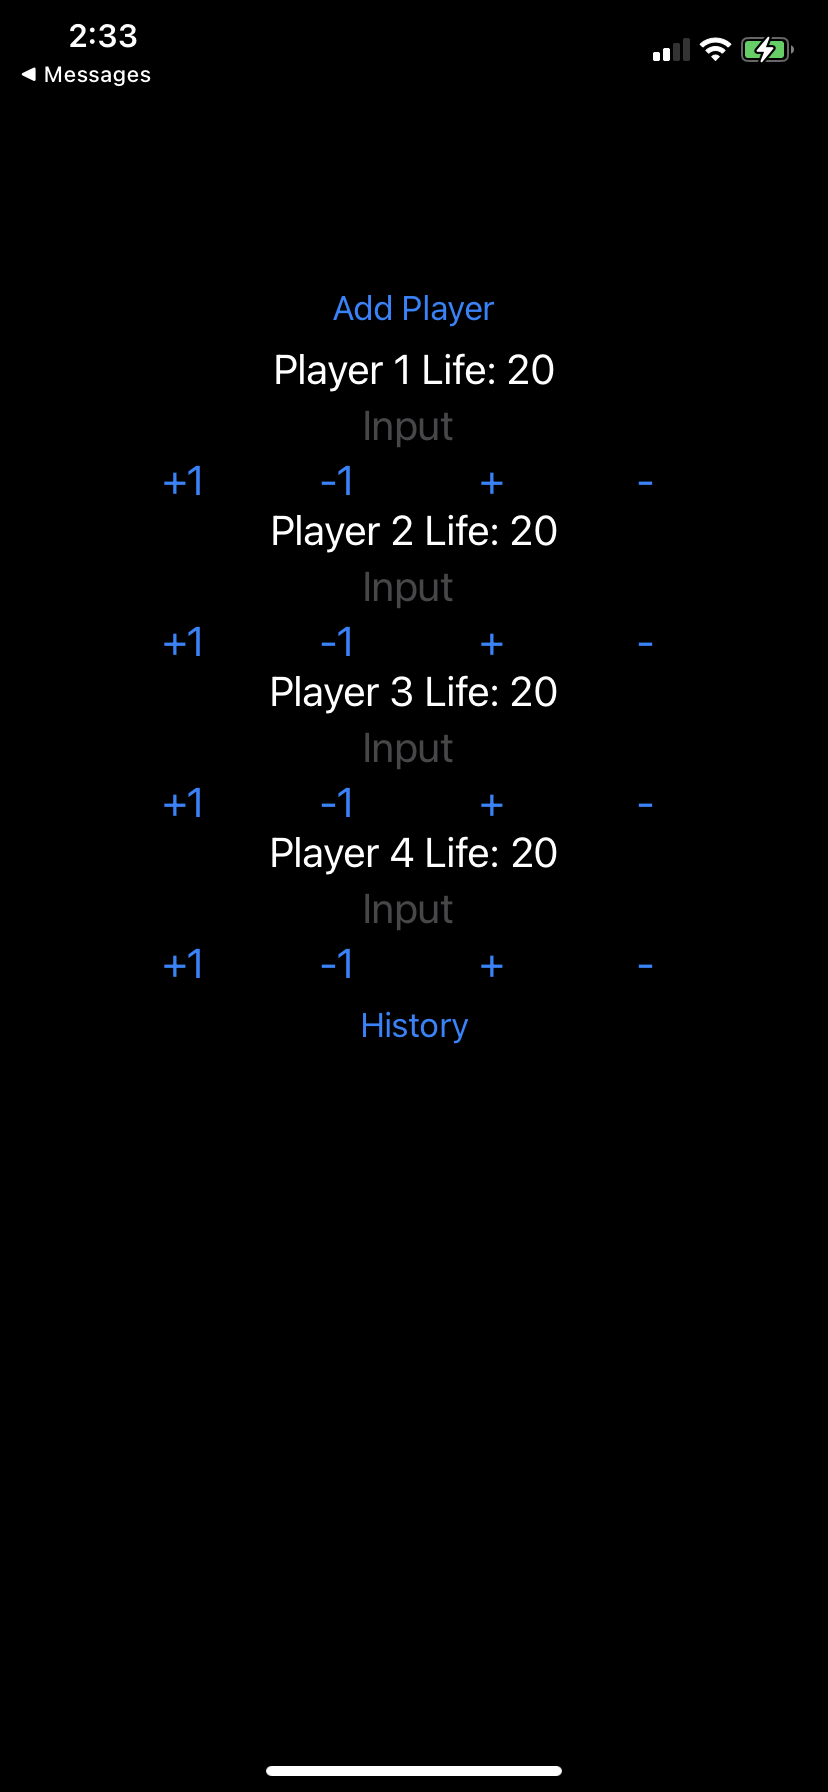 2:33
◀ Messages
Add Player
Player 1 Life: 20
Input
+1 -1 + -
Player 2 Life: 20
Input
+1 -1 + -
Player 3 Life: 20
Input
+1 -1 + -
Player 4 Life: 20
Input
+1 -1 + -
History